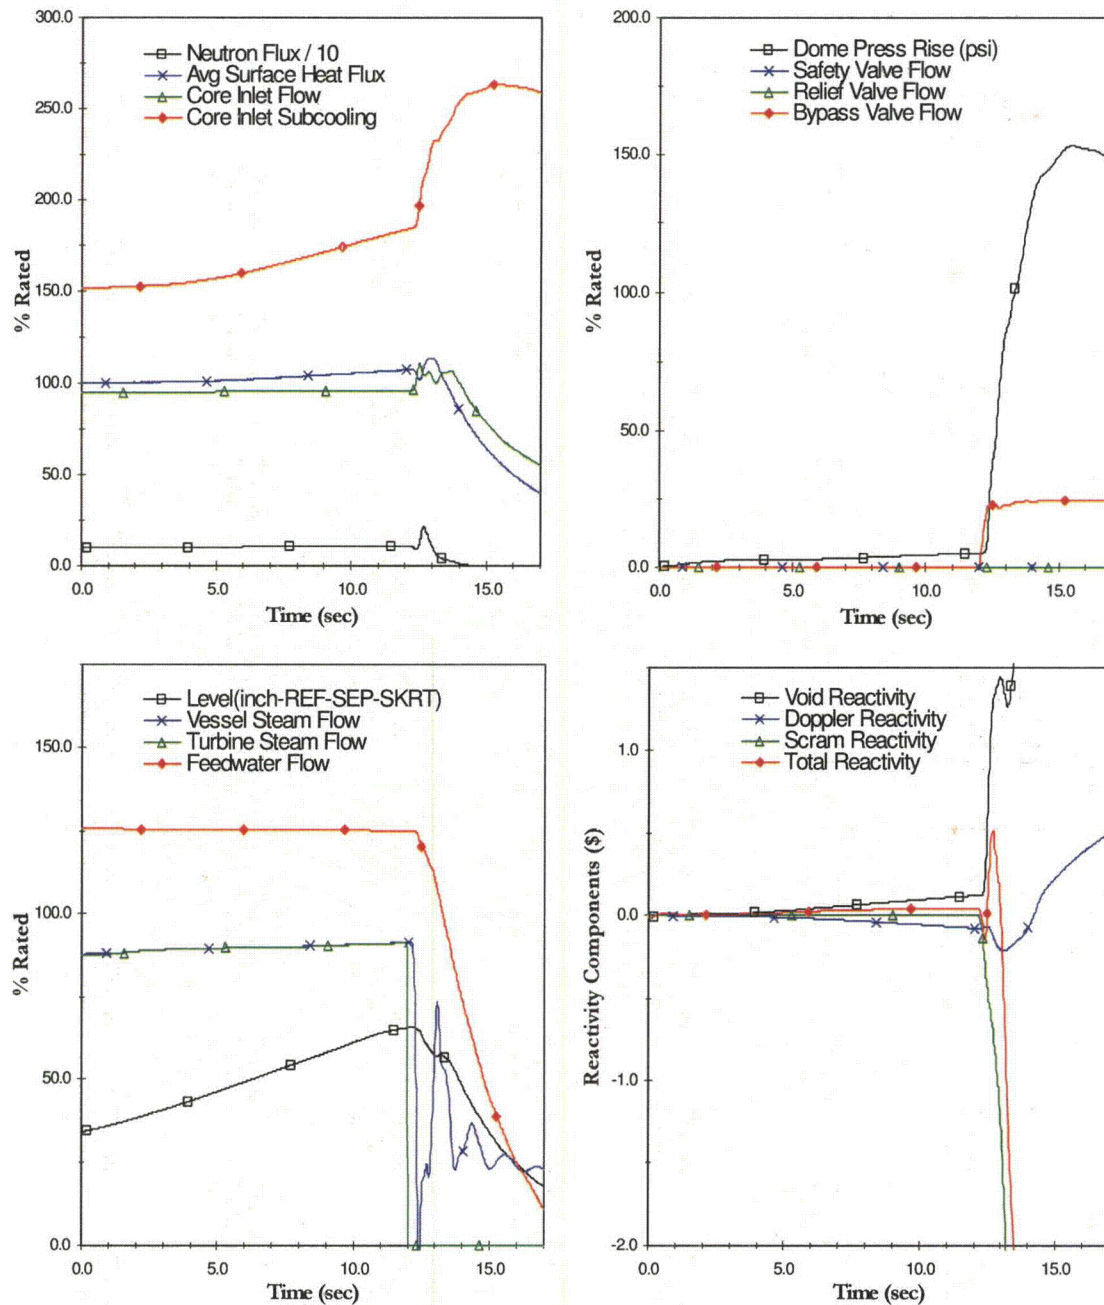 300.0
Neutron Flux / 10
Avg Surface Heat Flux
Core Inlet Flow
Core Inlet Subcooling
250.0
200.0
150.0
100.0
50.0
0.0
% Rated
0.0 5.0 10.0 15.0
Time (sec)
200.0
Dome Press Rise (psi)
Safety Valve Flow
Relief Valve Flow
Bypass Valve Flow
150.0
100.0
50.0
0.0
% Rated
0.0 5.0 10.0 15.0
Time (sec)
Level(inch-REF-SEP-SKRT)
Vessel Steam Flow
Turbine Steam Flow
Feedwater Flow
150.0
100.0
50.0
0.0
% Rated
0.0 5.0 10.0 15.0
Time (sec)
Void Reactivity
Doppler Reactivity
Scram Reactivity
Total Reactivity
1.0
0.0
-1.0
-2.0
Reactivity Components ($)
0.0 5.0 10.0 15.0
Time (sec)